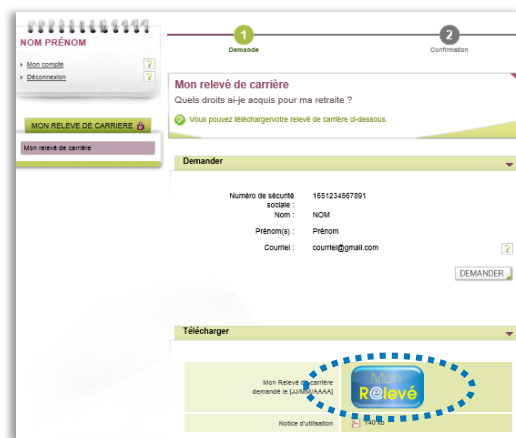 NOM PRÉNOM
Mon compte
?
Déconnexion
?
MON RELEVE DE CARRIERE
Mon relevé de carrière
1
Demande
2
Confirmation
Mon relevé de carrière
Quels droits ai-je acquis pour ma retraite ?
Vous pouvez téléchargervotre relevé de carrière ci-dessous.
Demander
Numéro de sécurité
sociale :
1651234567891
Nom :
NOM
Prénom(s) :
Prénom
Courriel :
courriel@gmail.com
?
DEMANDER
Télécharger
Mon Relevé de carrière
demandé le [JJ/MM/AAAA]
Mon
R@levé
Notice d'utilisation
140 Ko